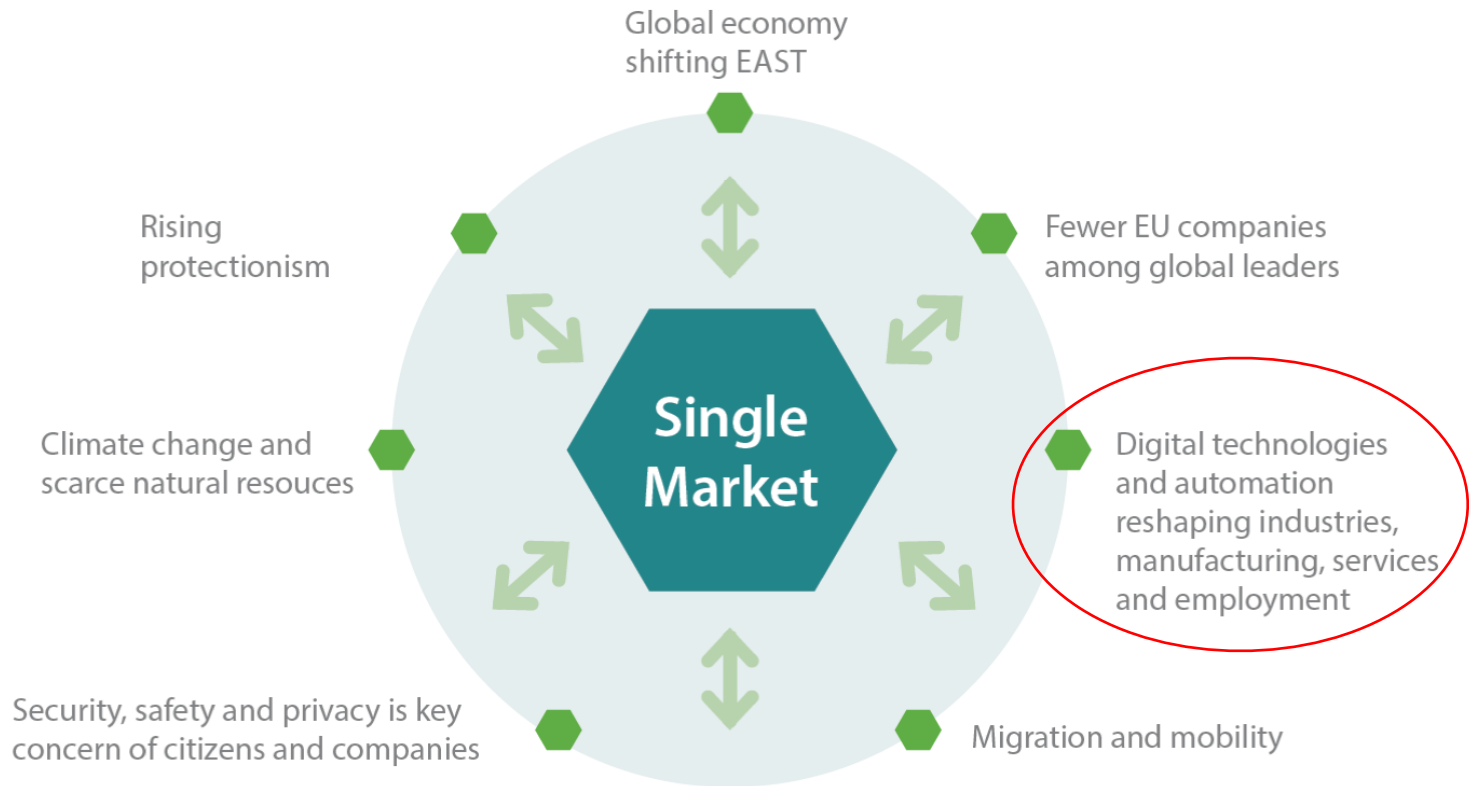 Global economy
shifting EAST
Rising
protectionism
Fewer EU companies
among global leaders
Single
Market
Climate change and
scarce natural resouces
Digital technologies
and automation
reshaping industries,
manufacturing, services
and employment
Security, safety and privacy is key
concern of citizens and companies
Migration and mobility